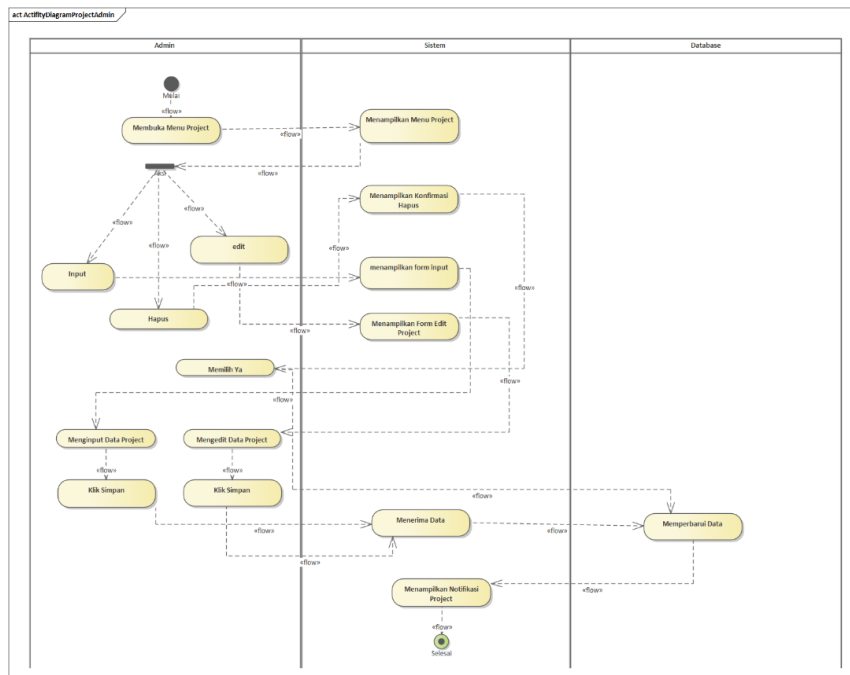 act ActifityDiagramProjectAdmin
Admin
Sistem
Database
Mulai
«flow»
Membuka Menu Project
«flow»
Menampilkan Menu Project
«flow»
Aksi
«flow»
«flow»
«flow»
Menampilkan Konfirmasi
Hapus
edit
«flow»
Input
menampilkan form input
«flow»
«flow»
Hapus
Menampilkan Form Edit
Project
«flow»
Memilih Ya
«flow»
«flow»
Menginput Data Project
Mengedit Data Project
«flow»
«flow»
Klik Simpan
Klik Simpan
«flow»
Menerima Data
Memperbarui Data
«flow»
«flow»
«flow»
Menampilkan Notifikasi
Project
«flow»
«flow»
Selesai